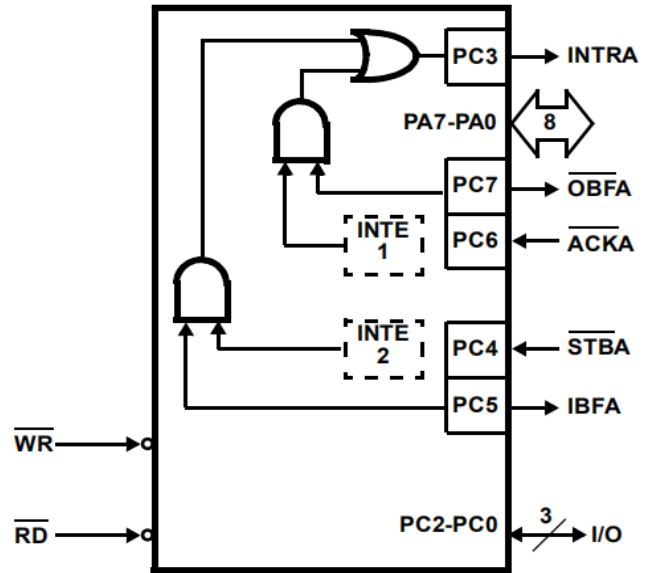 PC3 INTRA
PA7-PA0 8
PC7 OBFA
INTE
1
PC6 ACKA
INTE
2
PC4 STBA
PC5 IBFA
WR
PC2-PC0 3 I/O
RD